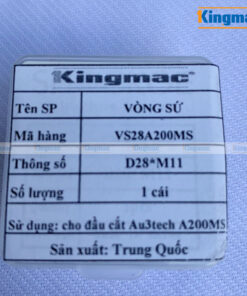 Kingmac
Kingmac®
Tên SP VÒNG SỨ
Mã hàng VS28A200MS
Thông số D28*M11
Số lượng 1 cái
Sử dụng: cho đầu cắt Au3tech A200MS
Sản xuất: Trung Quốc